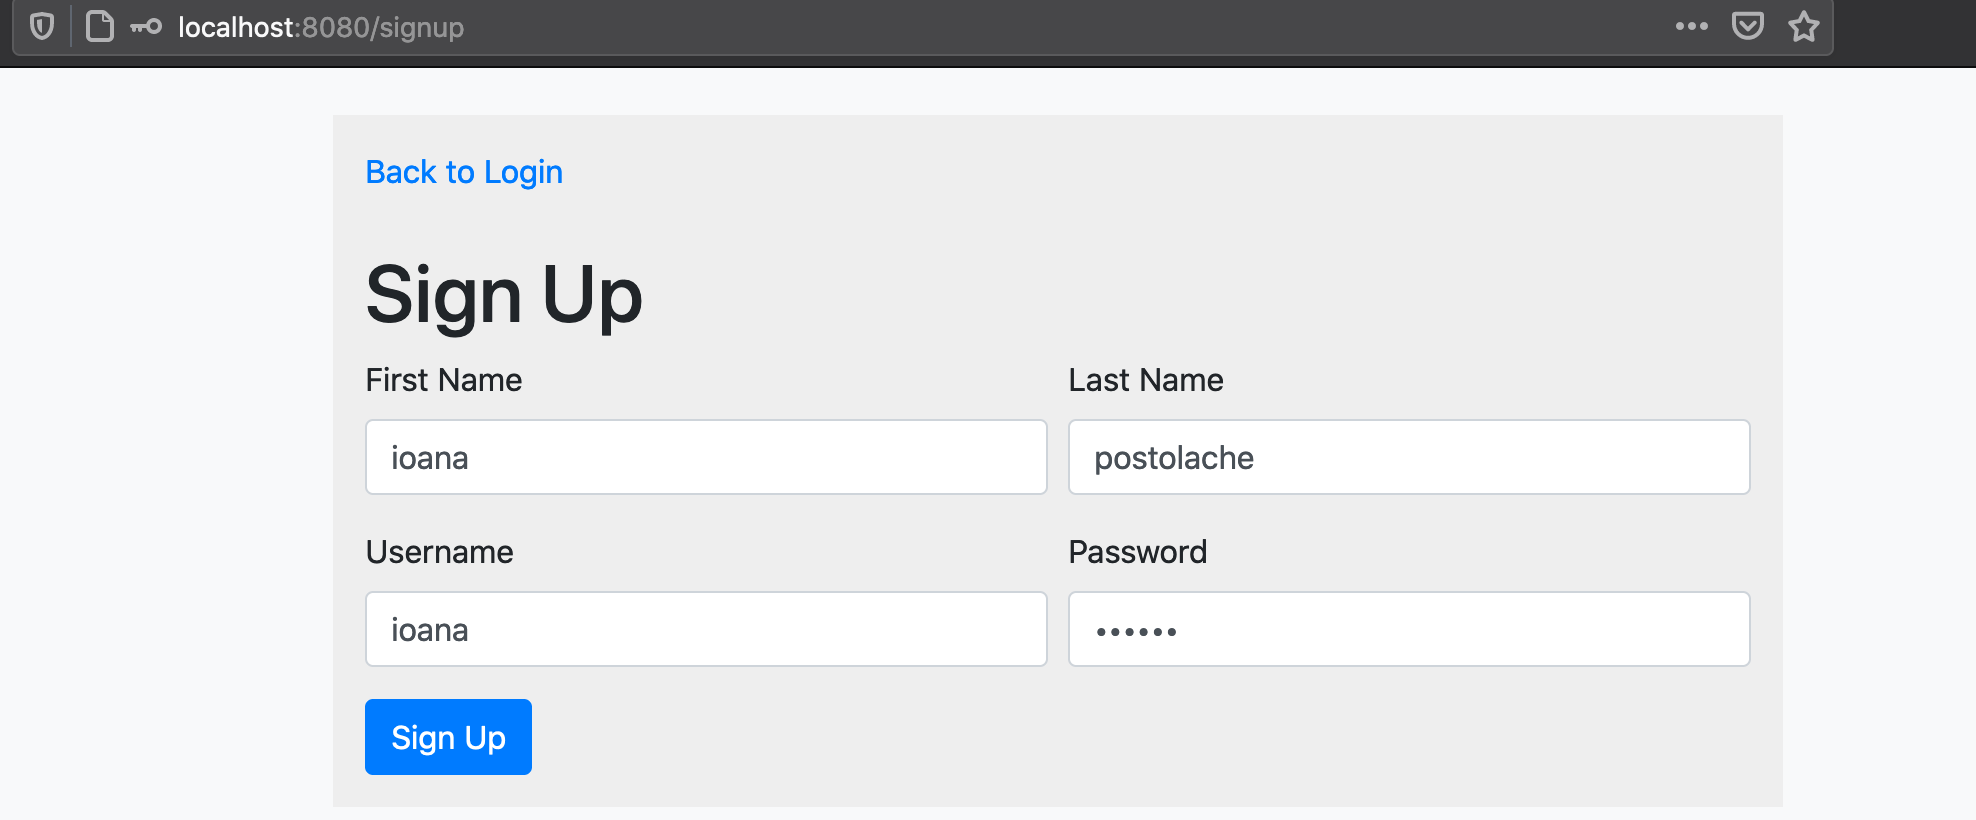 localhost:8080/signup
Back to Login
Sign Up
First Name Last Name
ioana postolache
Username Password
ioana ••••••
Sign Up